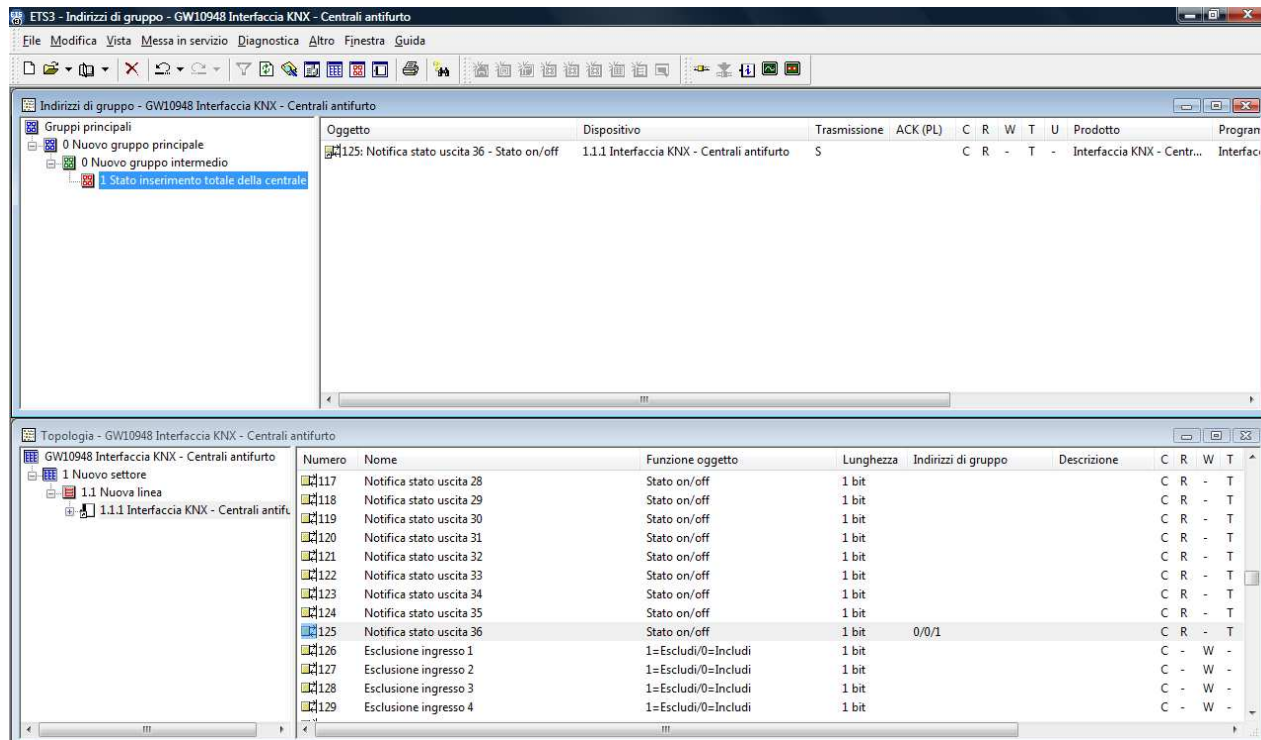 ETS3 - Indirizzi di gruppo - GW10948 Interfaccia KNX - Centrali antifurto
File Modifica Vista Messa in servizio Diagnostica Altro Finestra Guida
Indirizzi di gruppo - GW10948 Interfaccia KNX - Centrali antifurto
Gruppi principali
0 Nuovo gruppo principale
0 Nuovo gruppo intermedio
1 Stato inserimento totale della centrale
Oggetto Dispositivo Trasmissione ACK (PL) C R W T U Prodotto Program
125: Notifica stato uscita 36 - Stato on/off 1.1.1 Interfaccia KNX - Centrali antifurto S C R - T - Interfaccia KNX - Centr... Interfac
Topologia - GW10948 Interfaccia KNX - Centrali antifurto
GW10948 Interfaccia KNX - Centrali antifurto
1 Nuovo settore
1.1 Nuova linea
1.1.1 Interfaccia KNX - Centrali antifu
Numero Nome Funzione oggetto Lunghezza Indirizzi di gruppo Descrizione C R W T
117 Notifica stato uscita 28 Stato on/off 1 bit C R - T
118 Notifica stato uscita 29 Stato on/off 1 bit C R - T
119 Notifica stato uscita 30 Stato on/off 1 bit C R - T
120 Notifica stato uscita 31 Stato on/off 1 bit C R - T
121 Notifica stato uscita 32 Stato on/off 1 bit C R - T
122 Notifica stato uscita 33 Stato on/off 1 bit C R - T
123 Notifica stato uscita 34 Stato on/off 1 bit C R - T
124 Notifica stato uscita 35 Stato on/off 1 bit C R - T
125 Notifica stato uscita 36 Stato on/off 1 bit 0/0/1 C R - T
126 Esclusione ingresso 1 1=Escludi/0=Includi 1 bit C - W -
127 Esclusione ingresso 2 1=Escludi/0=Includi 1 bit C - W -
128 Esclusione ingresso 3 1=Escludi/0=Includi 1 bit C - W -
129 Esclusione ingresso 4 1=Escludi/0=Includi 1 bit C - W -